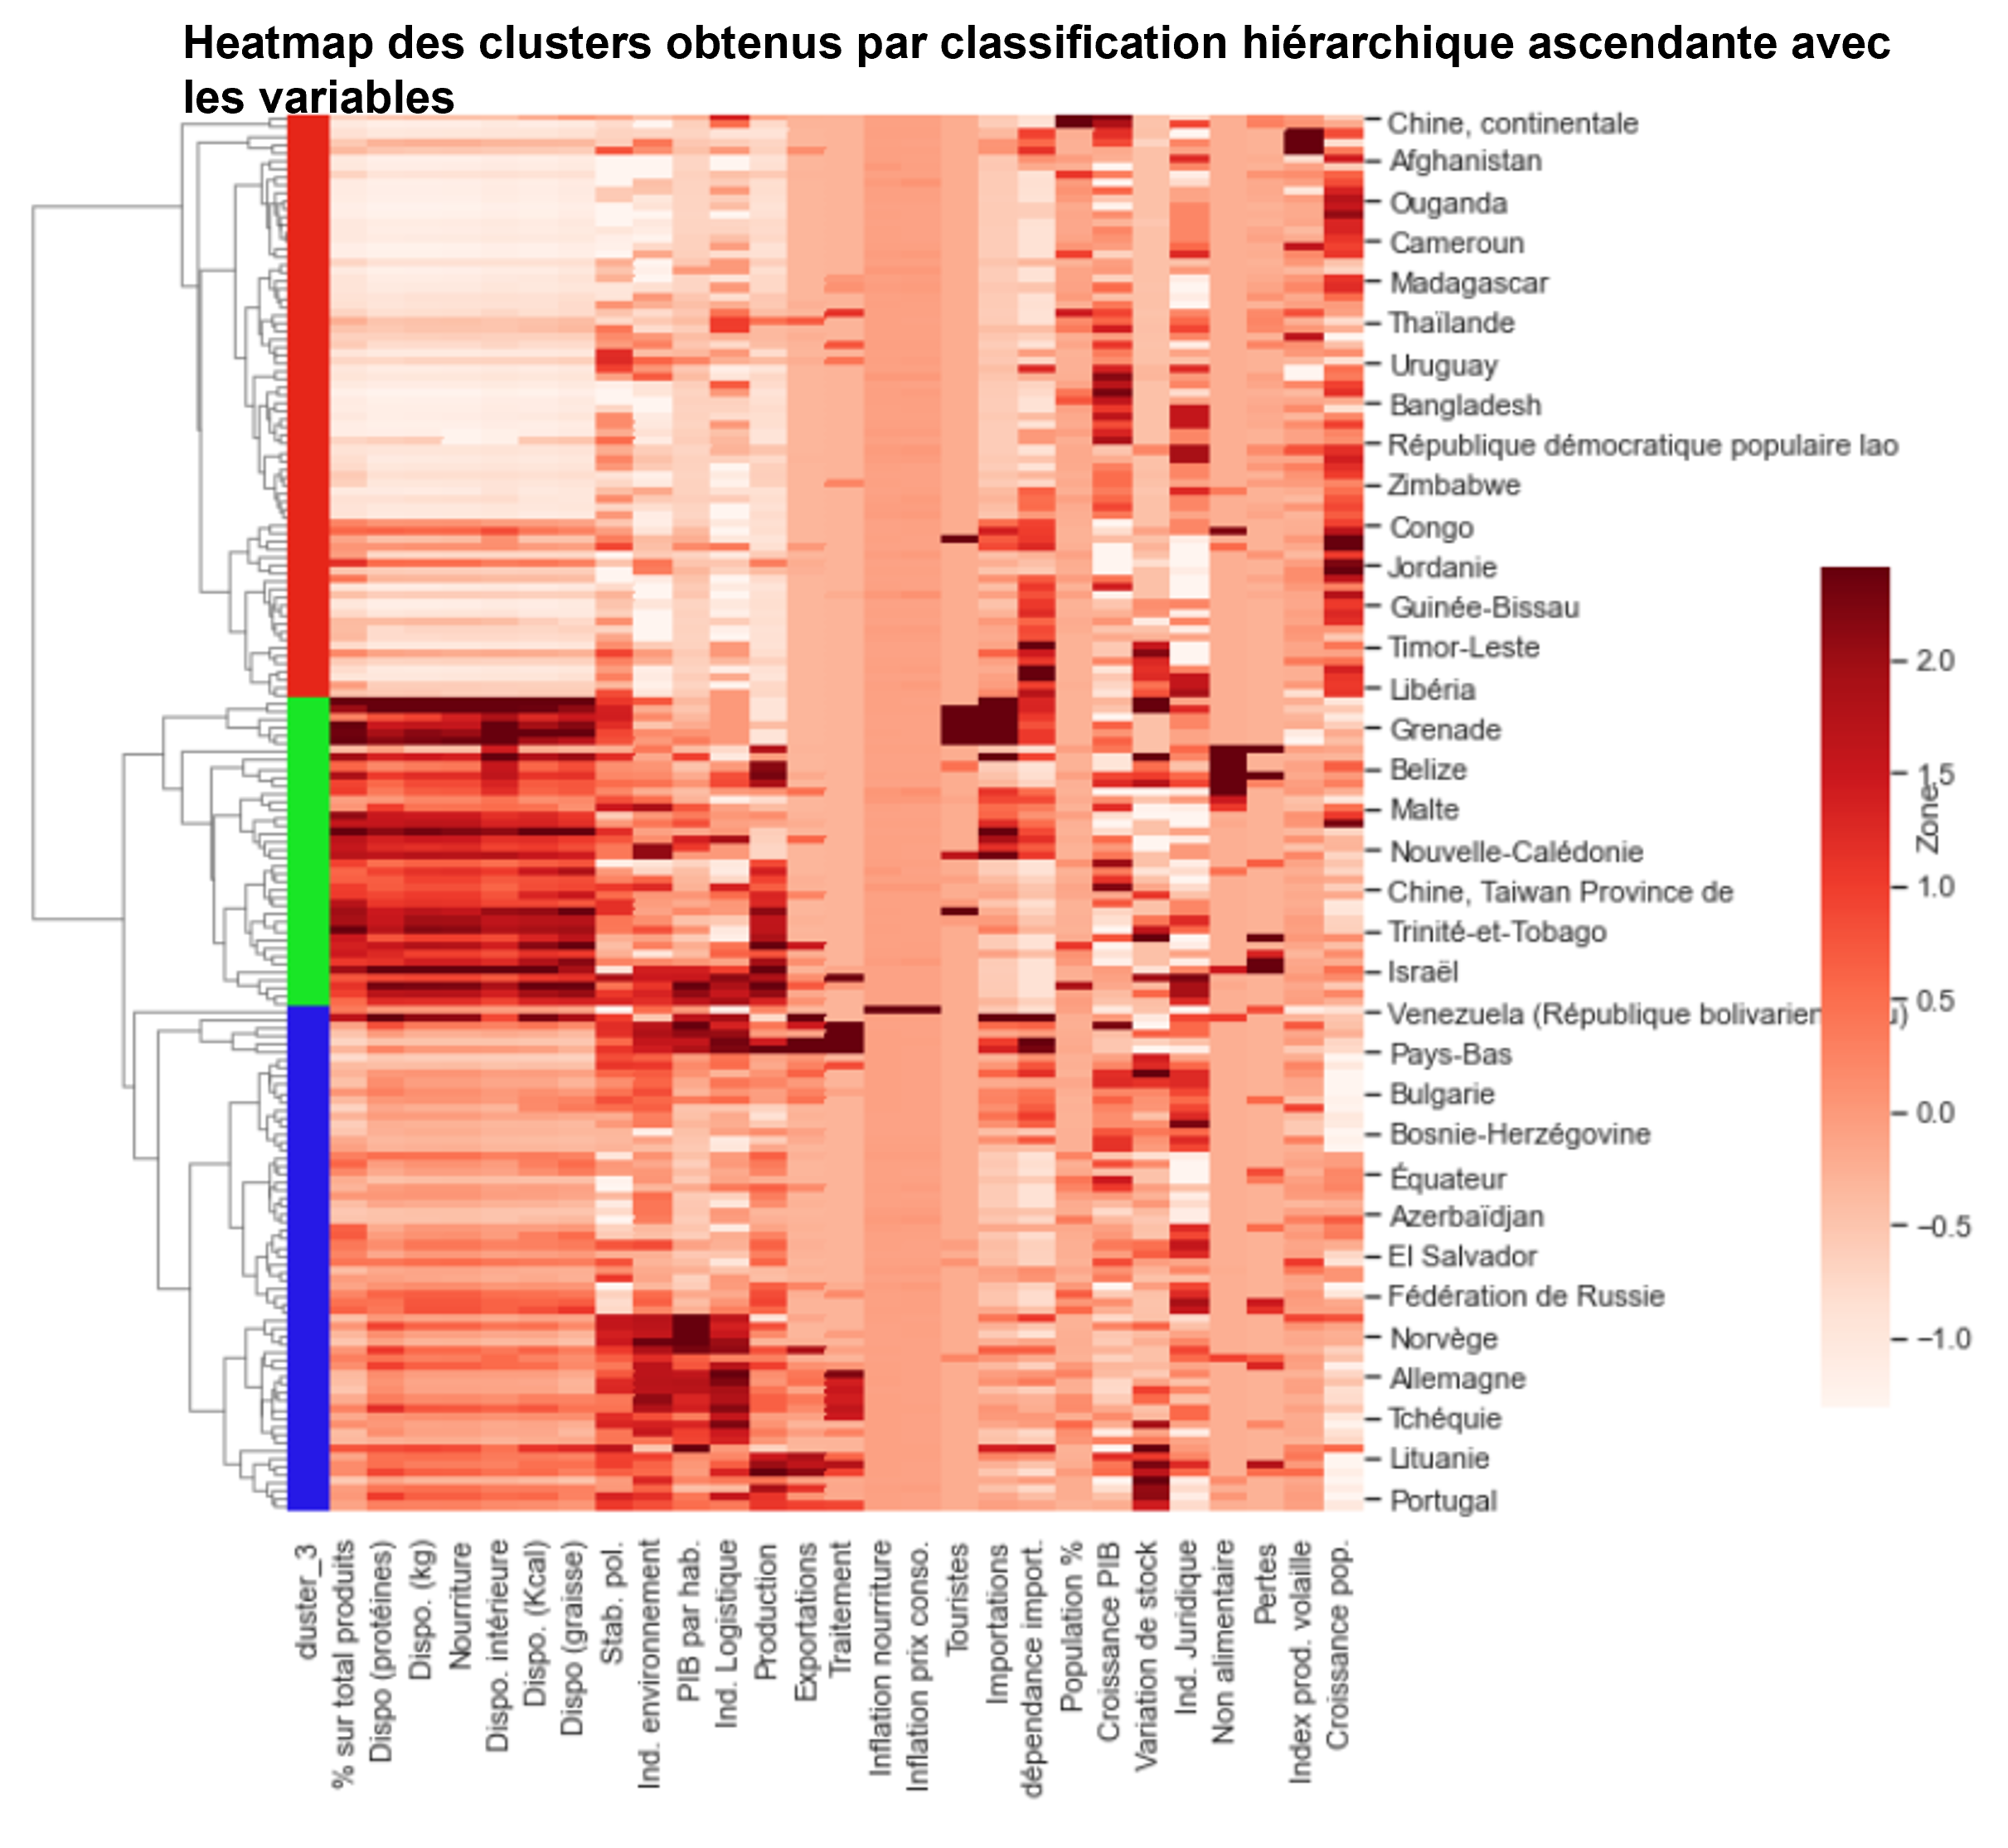 Heatmap des clusters obtenus par classification hiérarchique ascendante avec
les variables
Chine, continentale
Afghanistan
Ouganda
Cameroun
Madagascar
Thaïlande
Uruguay
Bangladesh
République démocratique populaire lao
Zimbabwe
Congo
Jordanie
Guinée-Bissau
Timor-Leste
Libéria
Grenade
Belize
Malte
Nouvelle-Calédonie
Chine, Taiwan Province de
Trinité-et-Tobago
Israël
Venezuela (République bolivarien
u)
Pays-Bas
Bulgarie
Bosnie-Herzégovine
Équateur
Azerbaïdjan
El Salvador
Fédération de Russie
Norvège
Allemagne
Tchéquie
Lituanie
Portugal
2.0
1.5
1.0
0.5
0.0
−0.5
−1.0
Zone
cluster_3
% sur total produits
Dispo (protéines)
Dispo. (kg)
Nourriture
Dispo. intérieure
Dispo. (Kcal)
Dispo (graisse)
Stab. pol.
Ind. environnement
PIB par hab.
Ind. Logistique
Production
Exportations
Traitement
Inflation nourriture
Inflation prix conso.
Touristes
Importations
dépendance import.
Population %
Croissance PIB
Variation de stock
Ind. Juridique
Non alimentaire
Pertes
Index prod. volaille
Croissance pop.